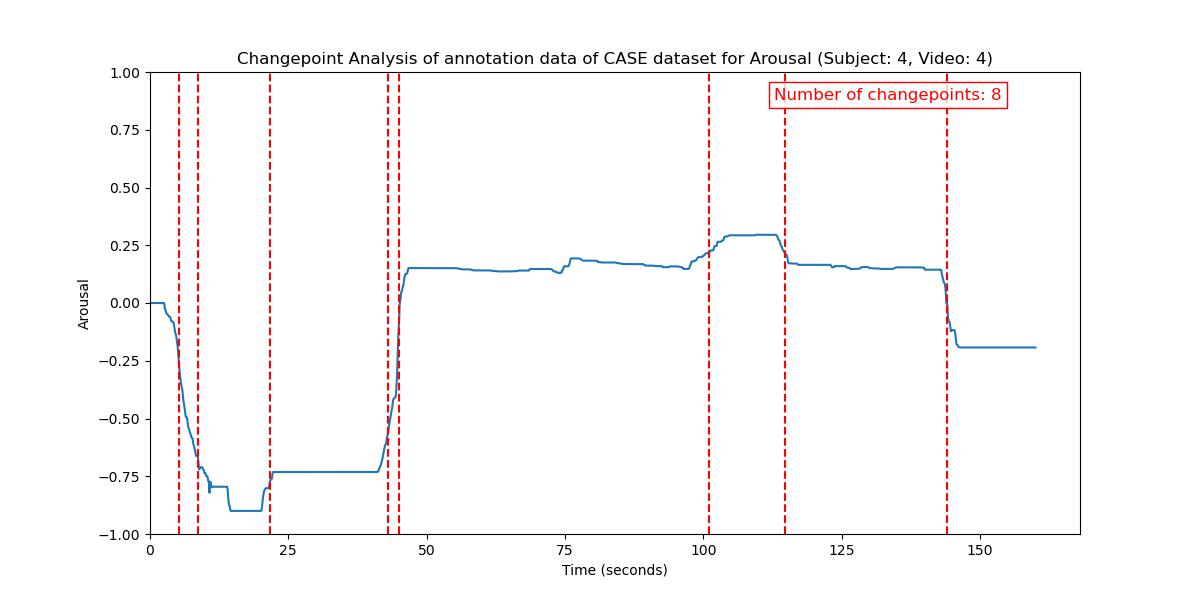 Changepoint Analysis of annotation data of CASE dataset for Arousal (Subject: 4, Video: 4)
Number of changepoints: 8
1.00
0.75
0.50
0.25
0.00
−0.25
−0.50
−0.75
−1.00
Arousal
0 25 50 75 100 125 150
Time (seconds)